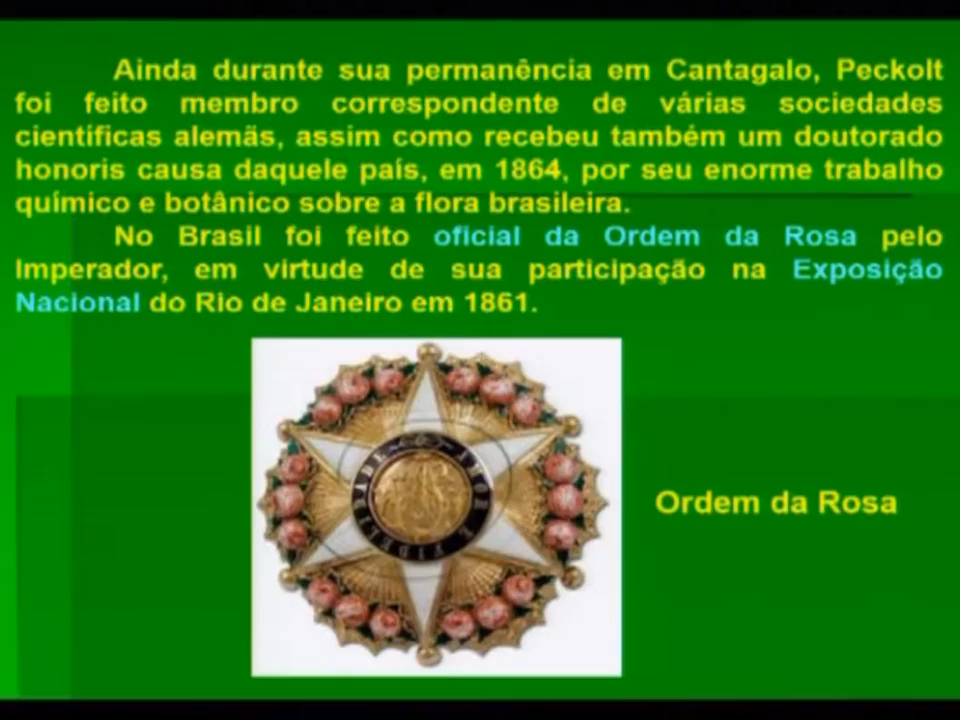 Ainda durante sua permanência em Cantagalo, Peckolt
foi feito membro correspondente de várias sociedades
científicas alemãs, assim como recebeu também um doutorado
honoris causa daquele país, em 1864, por seu enorme trabalho
químico e botânico sobre a flora brasileira.
No Brasil foi feito oficial da Ordem da Rosa pelo
Imperador, em virtude de sua participação na Exposição
Nacional do Rio de Janeiro em 1861.
AMOR E FIDELIDADE
Ordem da Rosa